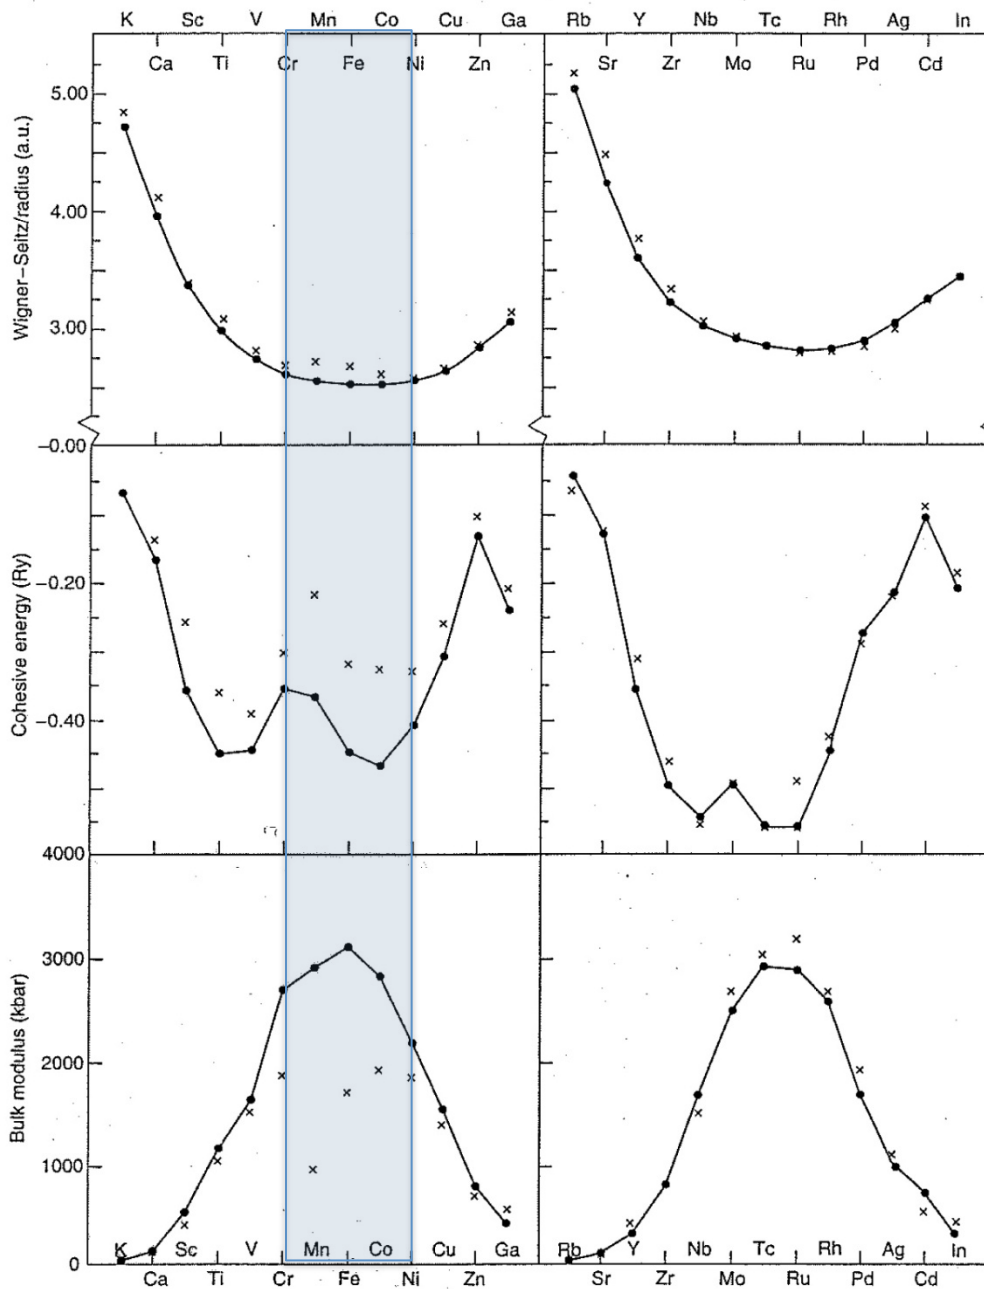 K Sc V Mn Co Cu Ga Rb Y Nb Tc Rh Ag In
Ca Ti Cr Fe Ni Zn Sr Zr Mo Ru Pd Cd
5.00
4.00
3.00
Wigner–Seitz/radius (a.u.)
−0.00
−0.20
−0.40
Cohesive energy (Ry)
4000
3000
2000
1000
0
Bulk modulus (kbar)
K Sc V Mn Co Cu Ga Rb Y Nb Tc Rh Ag In
Ca Ti Cr Fe Ni Zn Sr Zr Mo Ru Pd Cd